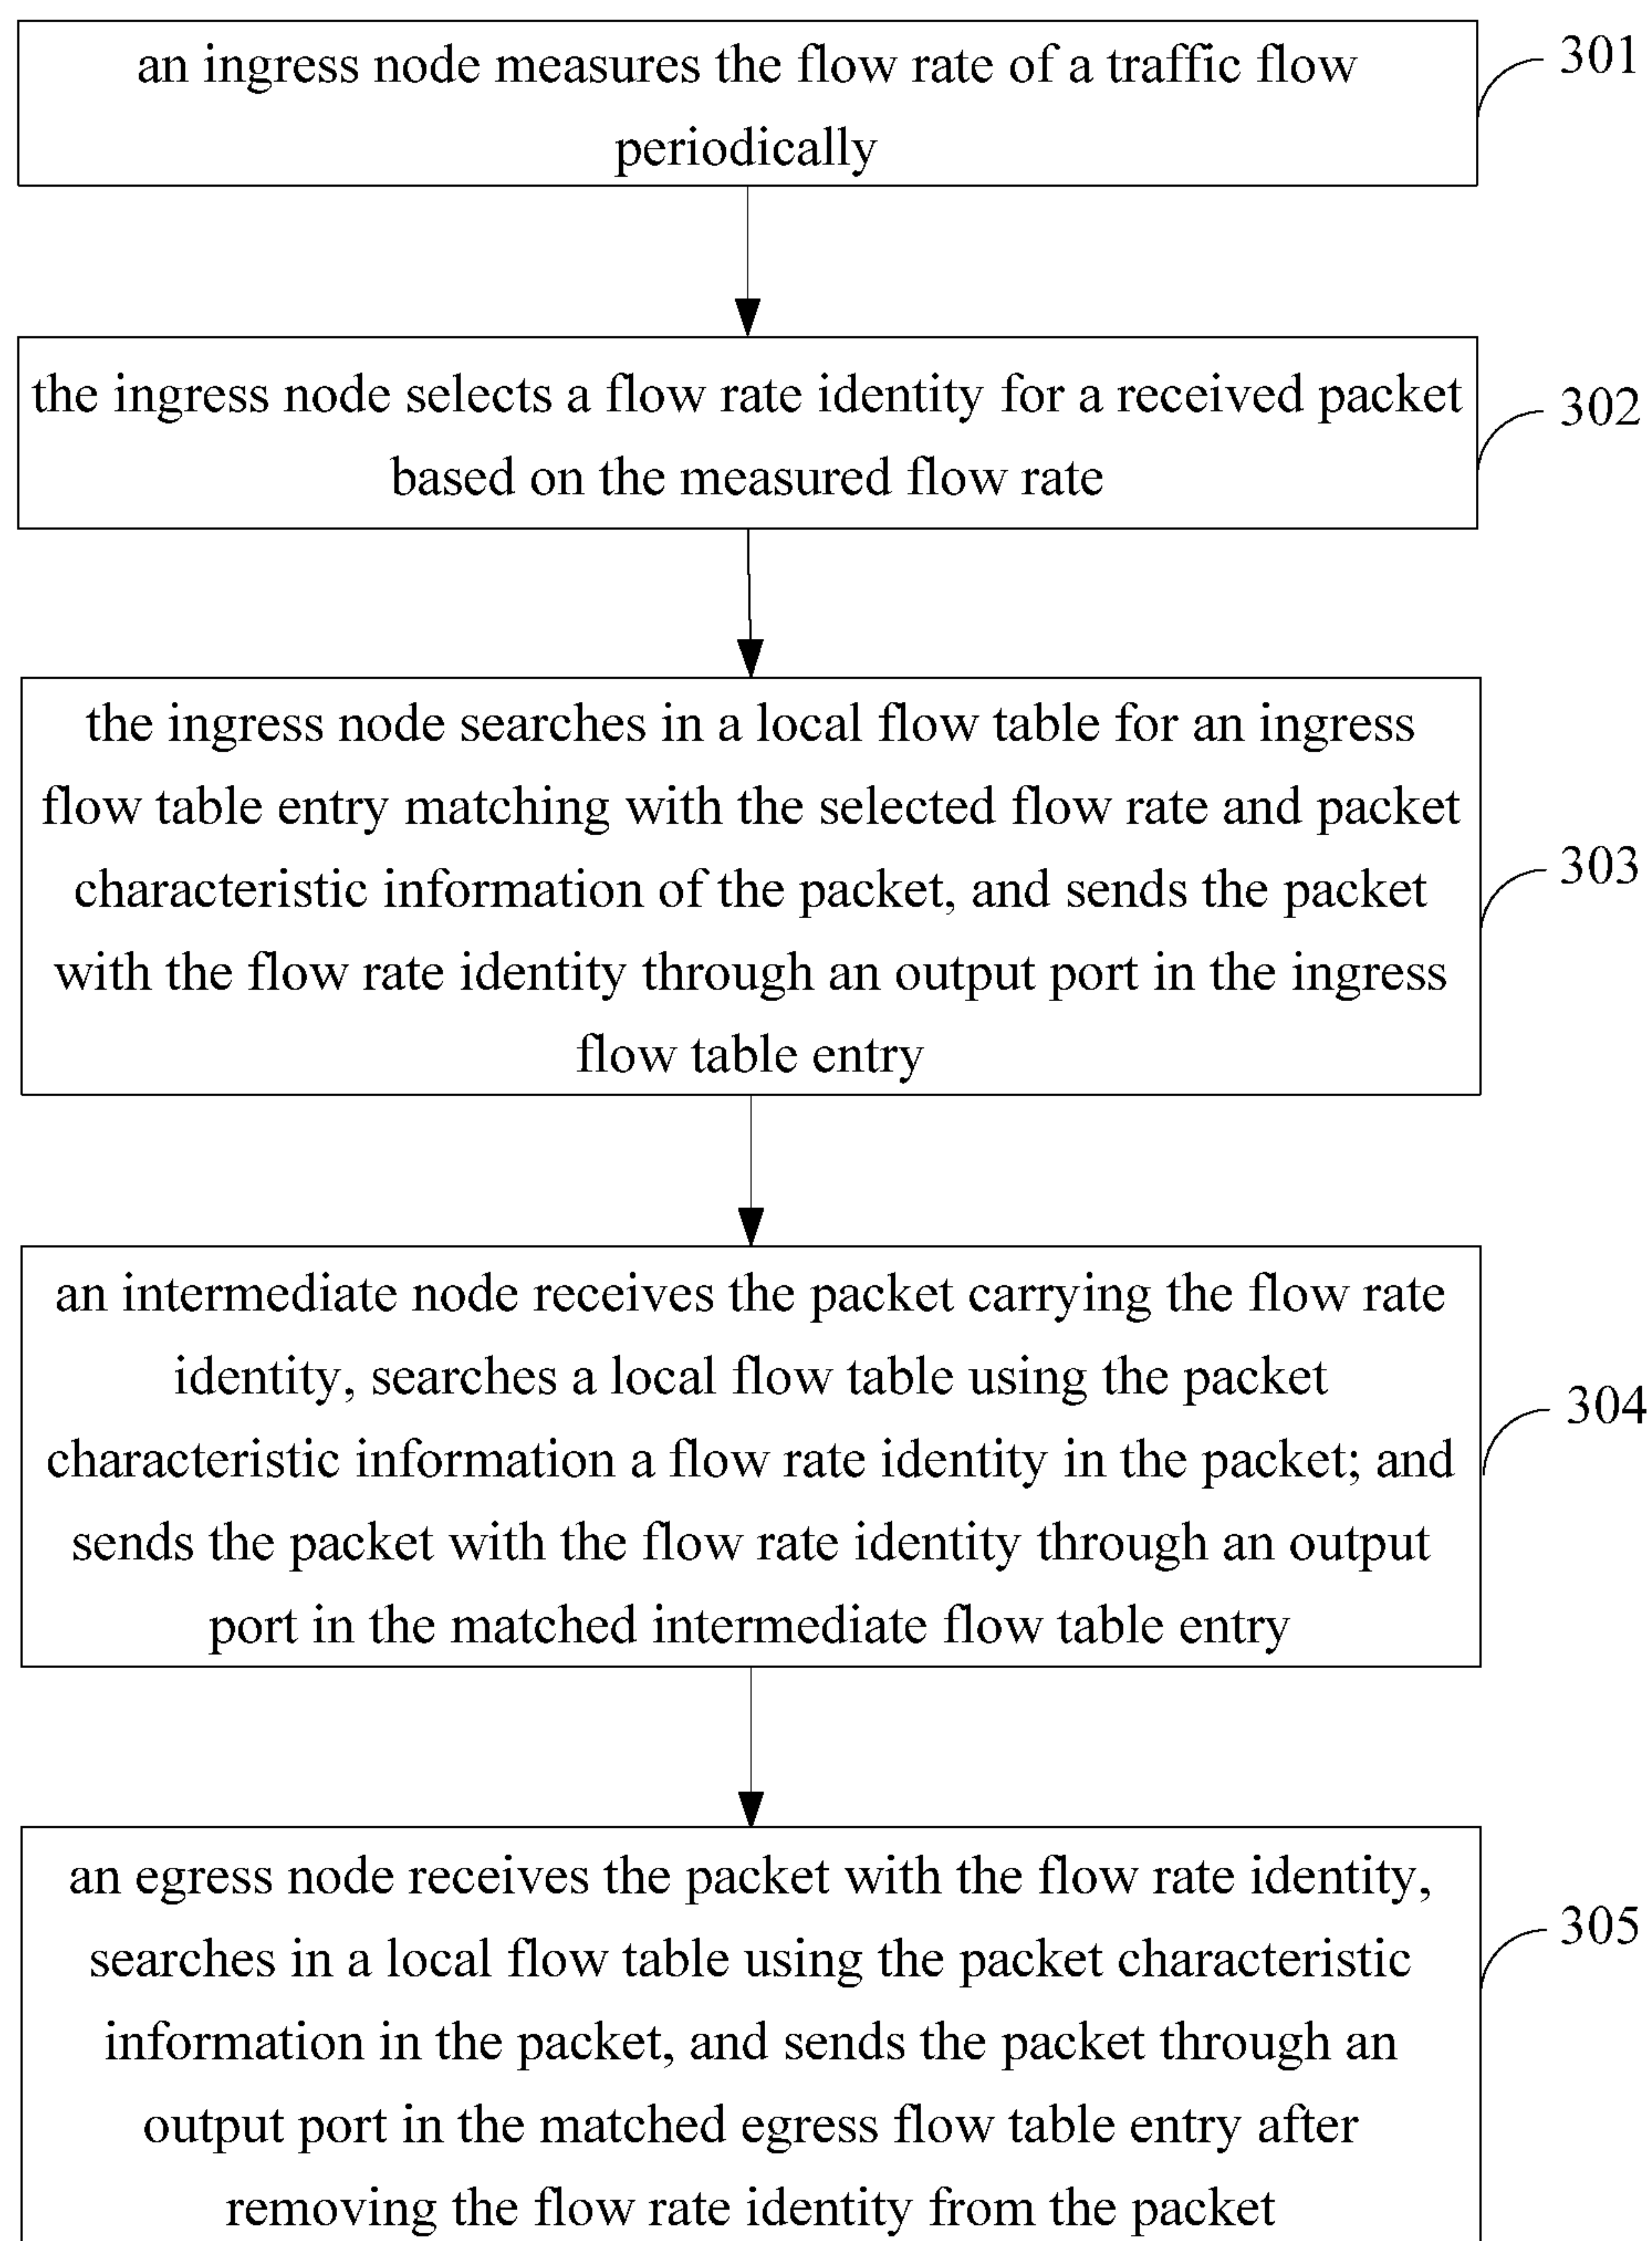 an ingress node measures the flow rate of a traffic flow
periodically
301
the ingress node selects a flow rate identity for a received packet
based on the measured flow rate
302
the ingress node searches in a local flow table for an ingress
flow table entry matching with the selected flow rate and packet
characteristic information of the packet, and sends the packet
with the flow rate identity through an output port in the ingress
flow table entry
303
an intermediate node receives the packet carrying the flow rate
identity, searches a local flow table using the packet
characteristic information a flow rate identity in the packet; and
sends the packet with the flow rate identity through an output
port in the matched intermediate flow table entry
304
an egress node receives the packet with the flow rate identity,
searches in a local flow table using the packet characteristic
information in the packet, and sends the packet through an
output port in the matched egress flow table entry after
removing the flow rate identity from the packet
305